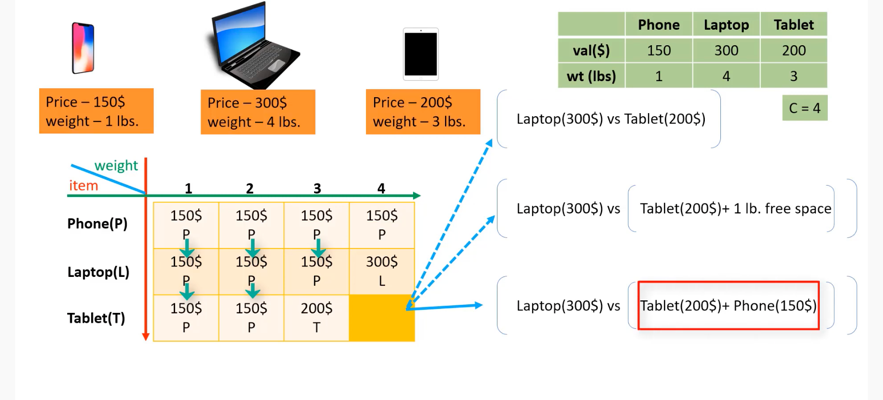 Phone Laptop Tablet
val($) 150 300 200
wt (lbs) 1 4 3
C = 4
Price – 150$
weight – 1 lbs.
Price – 300$
weight – 4 lbs.
Price – 200$
weight – 3 lbs.
weight
item
1 2 3 4
Phone(P) 150$ 150$ 150$ 150$
P P P P
Laptop(L) 150$ 150$ 150$ 300$
P P P L
Tablet(T) 150$ 150$ 200$
P P T
Laptop(300$) vs Tablet(200$)
Laptop(300$) vs Tablet(200$)+ 1 lb. free space
Laptop(300$) vs Tablet(200$)+ Phone(150$)